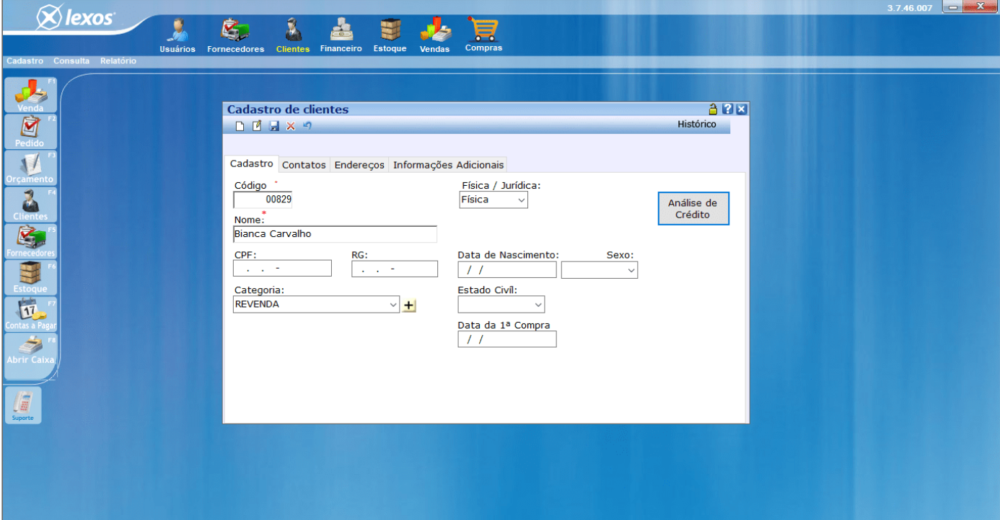 3.7.46.007
lexos
Usuários Fornecedores Clientes Financeiro Estoque Vendas Compras
Cadastro Consulta Relatório
F1
Venda
F2
Pedido
F3
Orçamento
F4
Clientes
F5
Fornecedores
F6
Estoque
F7
17
Contas a Pagar
F8
Abrir Caixa
Suporte
Cadastro de clientes
Histórico
Cadastro Contatos Endereços Informações Adicionais
Código * Física / Jurídica:
00829 Física
Análise de
Crédito
Nome:*
Bianca Carvalho
CPF: RG: Data de Nascimento: Sexo:
. . - . . - / /
Categoria: Estado Civíl:
REVENDA +
Data da 1ª Compra
/ /